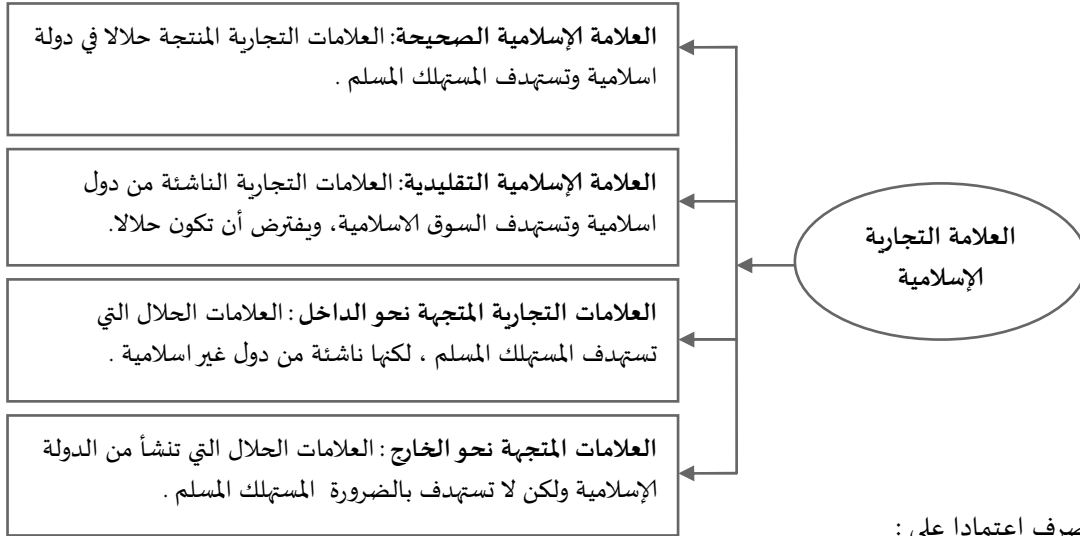 العلامة التجارية
الإسلامية
العلامة الإسلامية الصحيحة: العلامات التجارية المنتجة حلالا في دولة
اسلامية وتستهدف المستهلك المسلم .
العلامة الإسلامية التقليدية: العلامات التجارية الناشئة من دول
اسلامية وتستهدف السوق الاسلامية، ويفترض أن تكون حلالا.
العلامات التجارية المتجهة نحو الداخل : العلامات الحلال التي
تستهدف المستهلك المسلم ، لكنها ناشئة من دول غير اسلامية .
العلامات المتجهة نحو الخارج : العلامات الحلال التي تنشأ من الدولة
الإسلامية ولكن لا تستهدف بالضرورة المستهلك المسلم .
اعتمادا على :